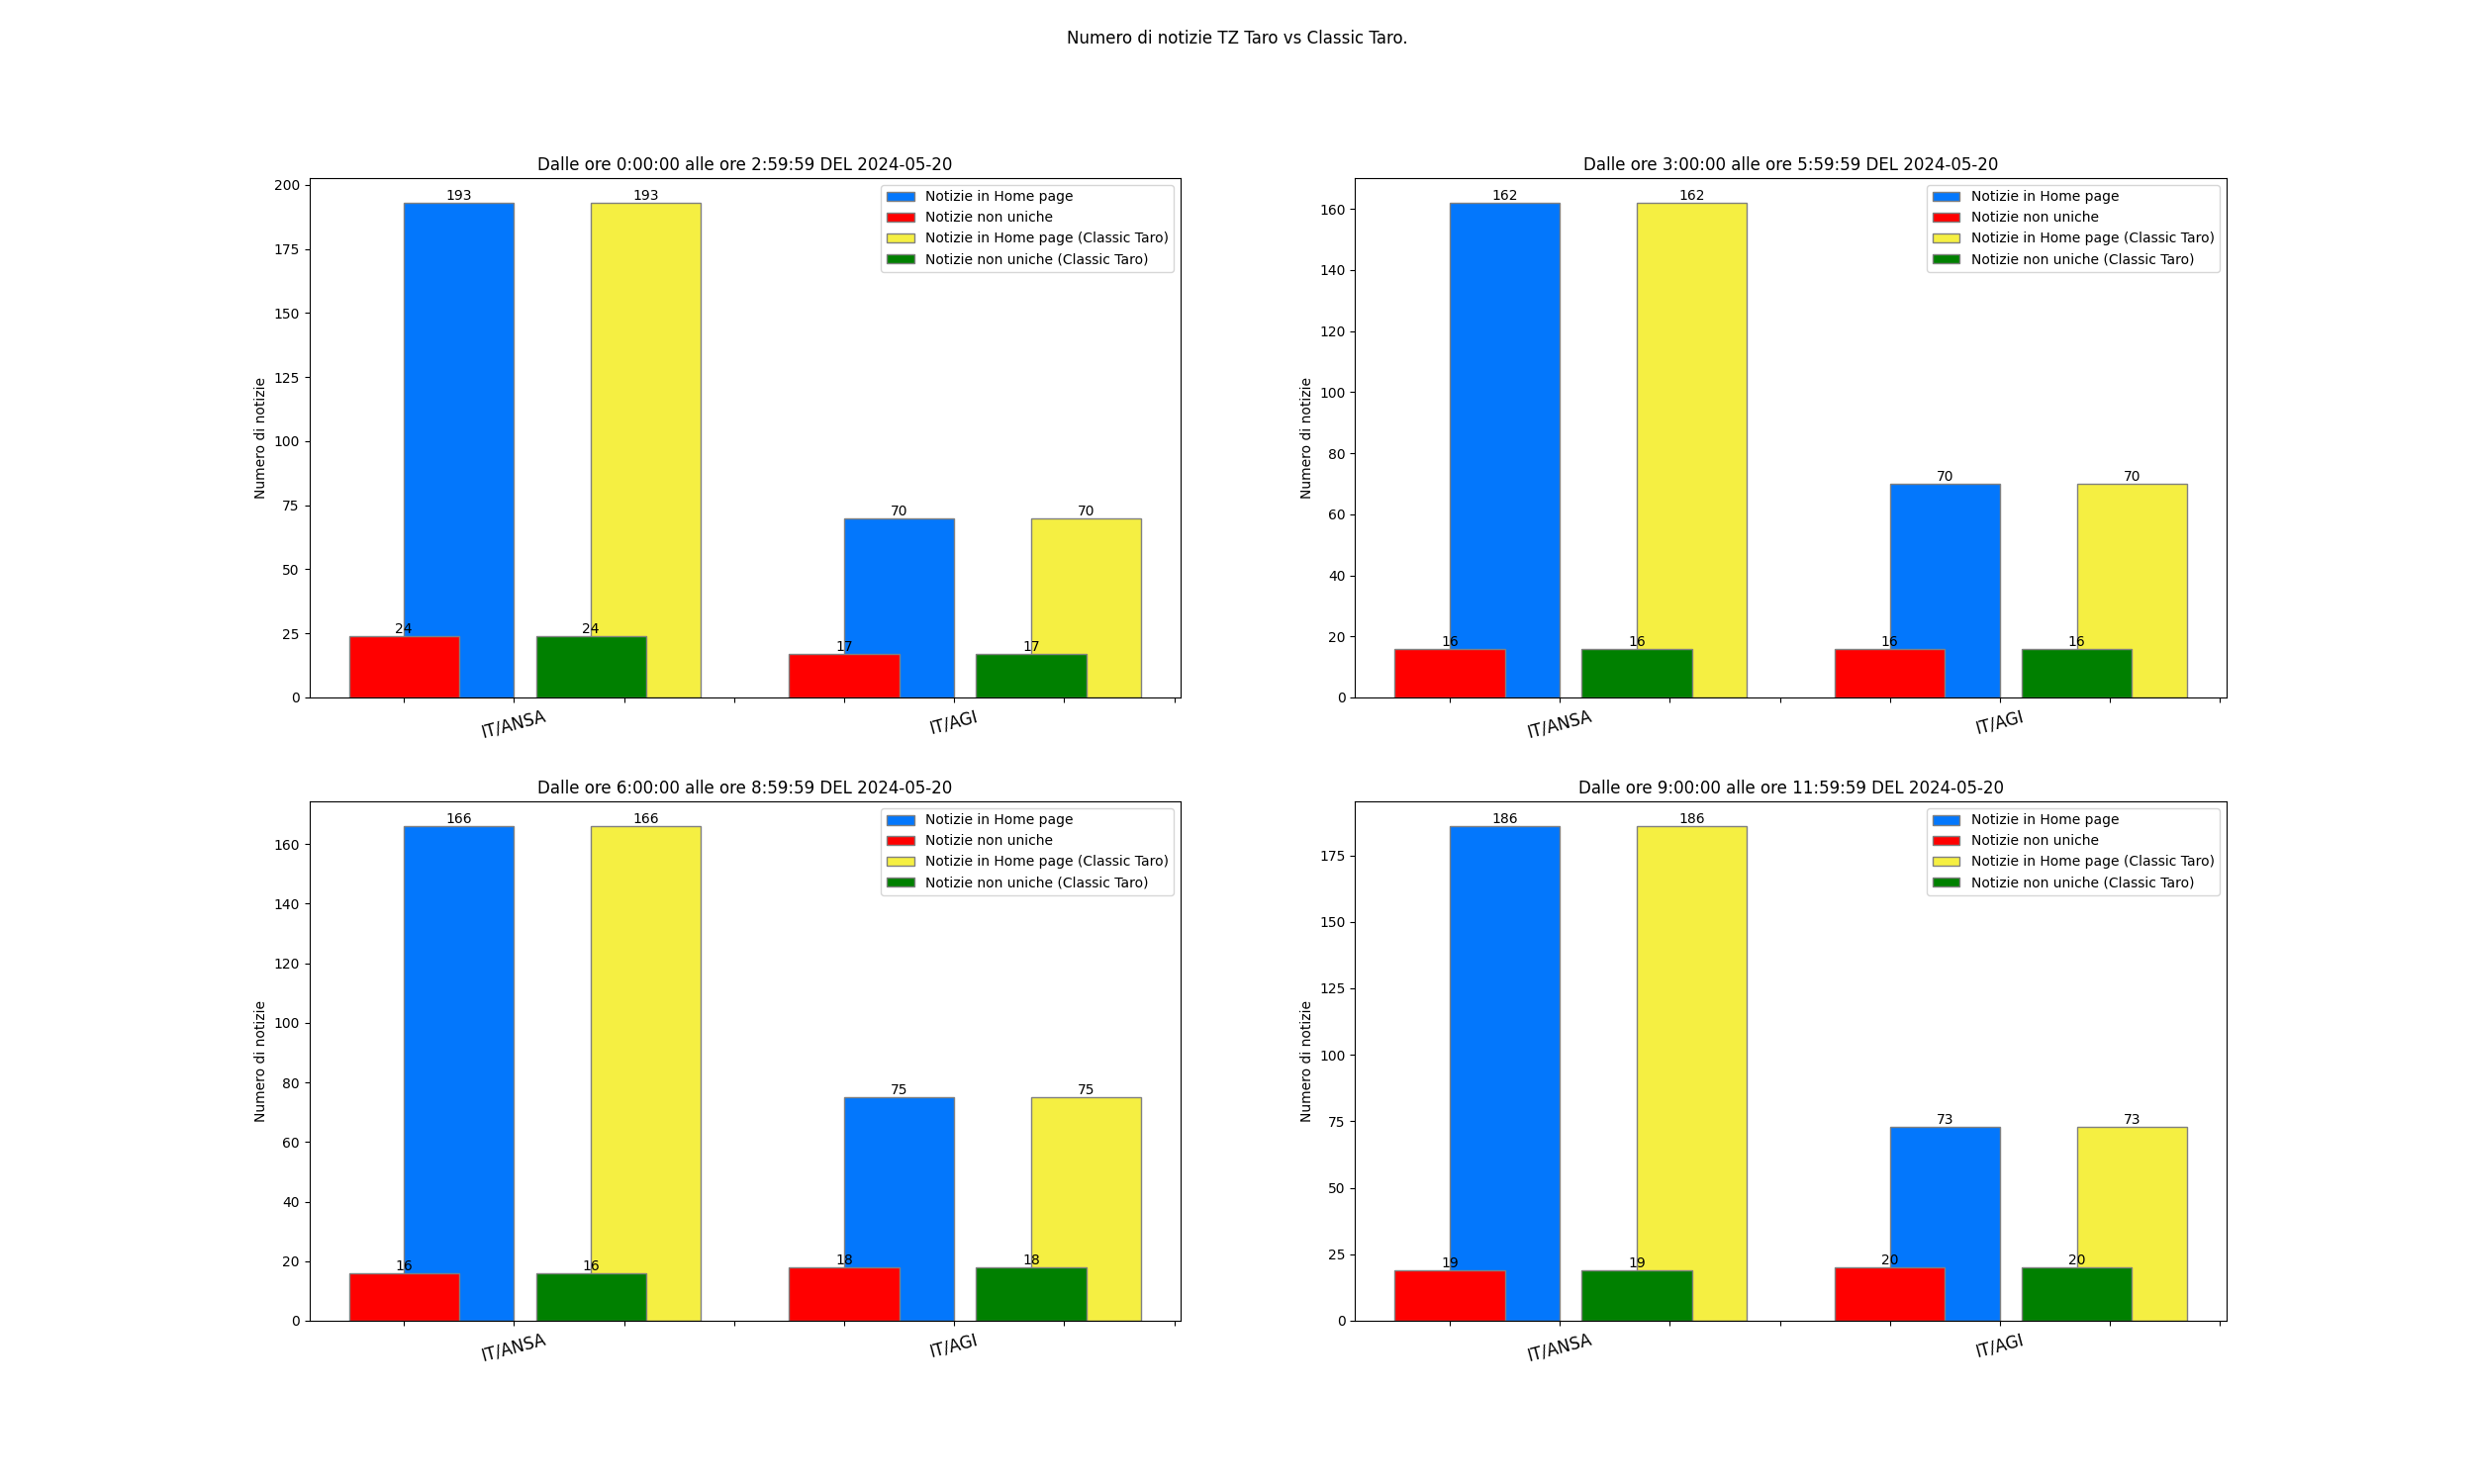 Numero di notizie TZ Taro vs Classic Taro.
Dalle ore 0:00:00 alle ore 2:59:59 DEL 2024-05-20
Numero di notizie
200
175
150
125
100
75
50
25
0
193
193
24
24
70
70
17
17
Notizie in Home page
Notizie non uniche
Notizie in Home page (Classic Taro)
Notizie non uniche (Classic Taro)
IT/ANSA
IT/AGI
Dalle ore 3:00:00 alle ore 5:59:59 DEL 2024-05-20
Numero di notizie
160
140
120
100
80
60
40
20
0
162
162
16
16
70
70
16
16
Notizie in Home page
Notizie non uniche
Notizie in Home page (Classic Taro)
Notizie non uniche (Classic Taro)
IT/ANSA
IT/AGI
Dalle ore 6:00:00 alle ore 8:59:59 DEL 2024-05-20
Numero di notizie
160
140
120
100
80
60
40
20
0
166
166
16
16
75
75
18
18
Notizie in Home page
Notizie non uniche
Notizie in Home page (Classic Taro)
Notizie non uniche (Classic Taro)
IT/ANSA
IT/AGI
Dalle ore 9:00:00 alle ore 11:59:59 DEL 2024-05-20
Numero di notizie
175
150
125
100
75
50
25
0
186
186
19
19
73
73
20
20
Notizie in Home page
Notizie non uniche
Notizie in Home page (Classic Taro)
Notizie non uniche (Classic Taro)
IT/ANSA
IT/AGI